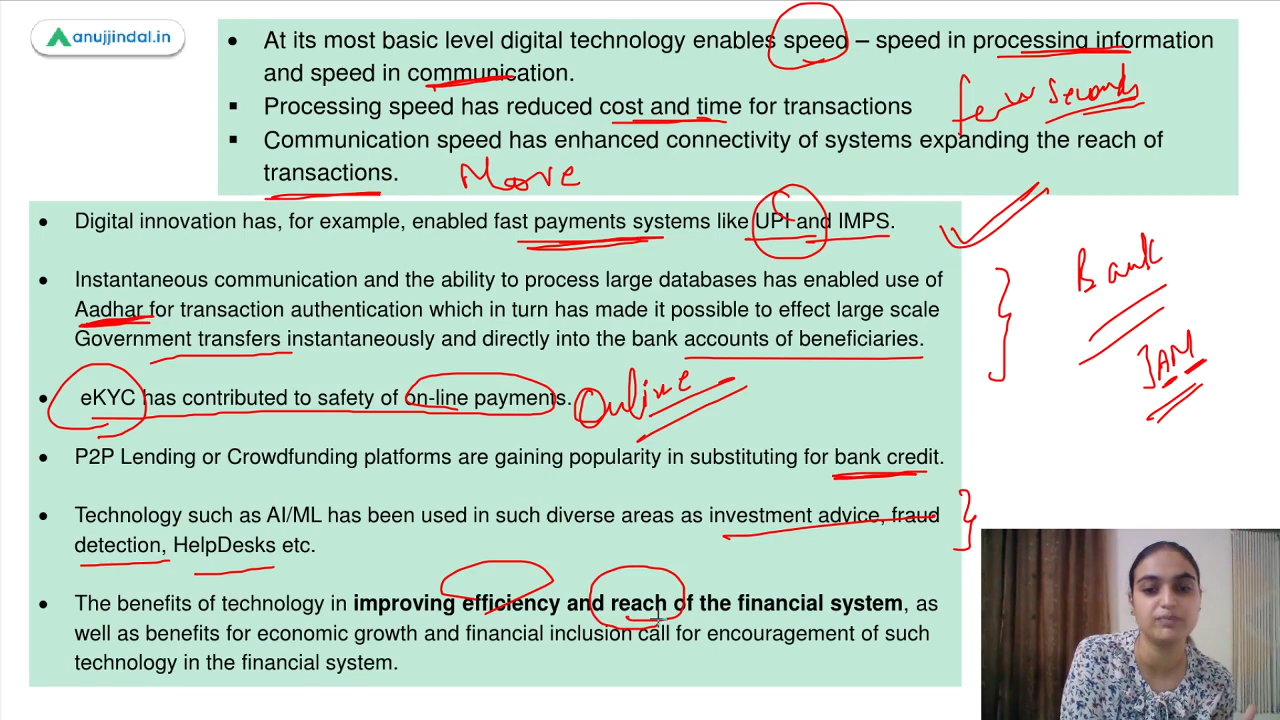 anujjindal.in
• At its most basic level digital technology enables speed – speed in processing information
and speed in communication.
▪ Processing speed has reduced cost and time for transactions
few seconds
▪ Communication speed has enhanced connectivity of systems expanding the reach of
transactions.
Move
• Digital innovation has, for example, enabled fast payments systems like UPI and IMPS.
• Instantaneous communication and the ability to process large databases has enabled use of
Aadhar for transaction authentication which in turn has made it possible to effect large scale
Government transfers instantaneously and directly into the bank accounts of beneficiaries.
Bank
JAM
• eKYC has contributed to safety of on-line payments.
Online
• P2P Lending or Crowdfunding platforms are gaining popularity in substituting for bank credit.
• Technology such as AI/ML has been used in such diverse areas as investment advice, fraud
detection, HelpDesks etc.
• The benefits of technology in improving efficiency and reach of the financial system, as
well as benefits for economic growth and financial inclusion call for encouragement of such
technology in the financial system.